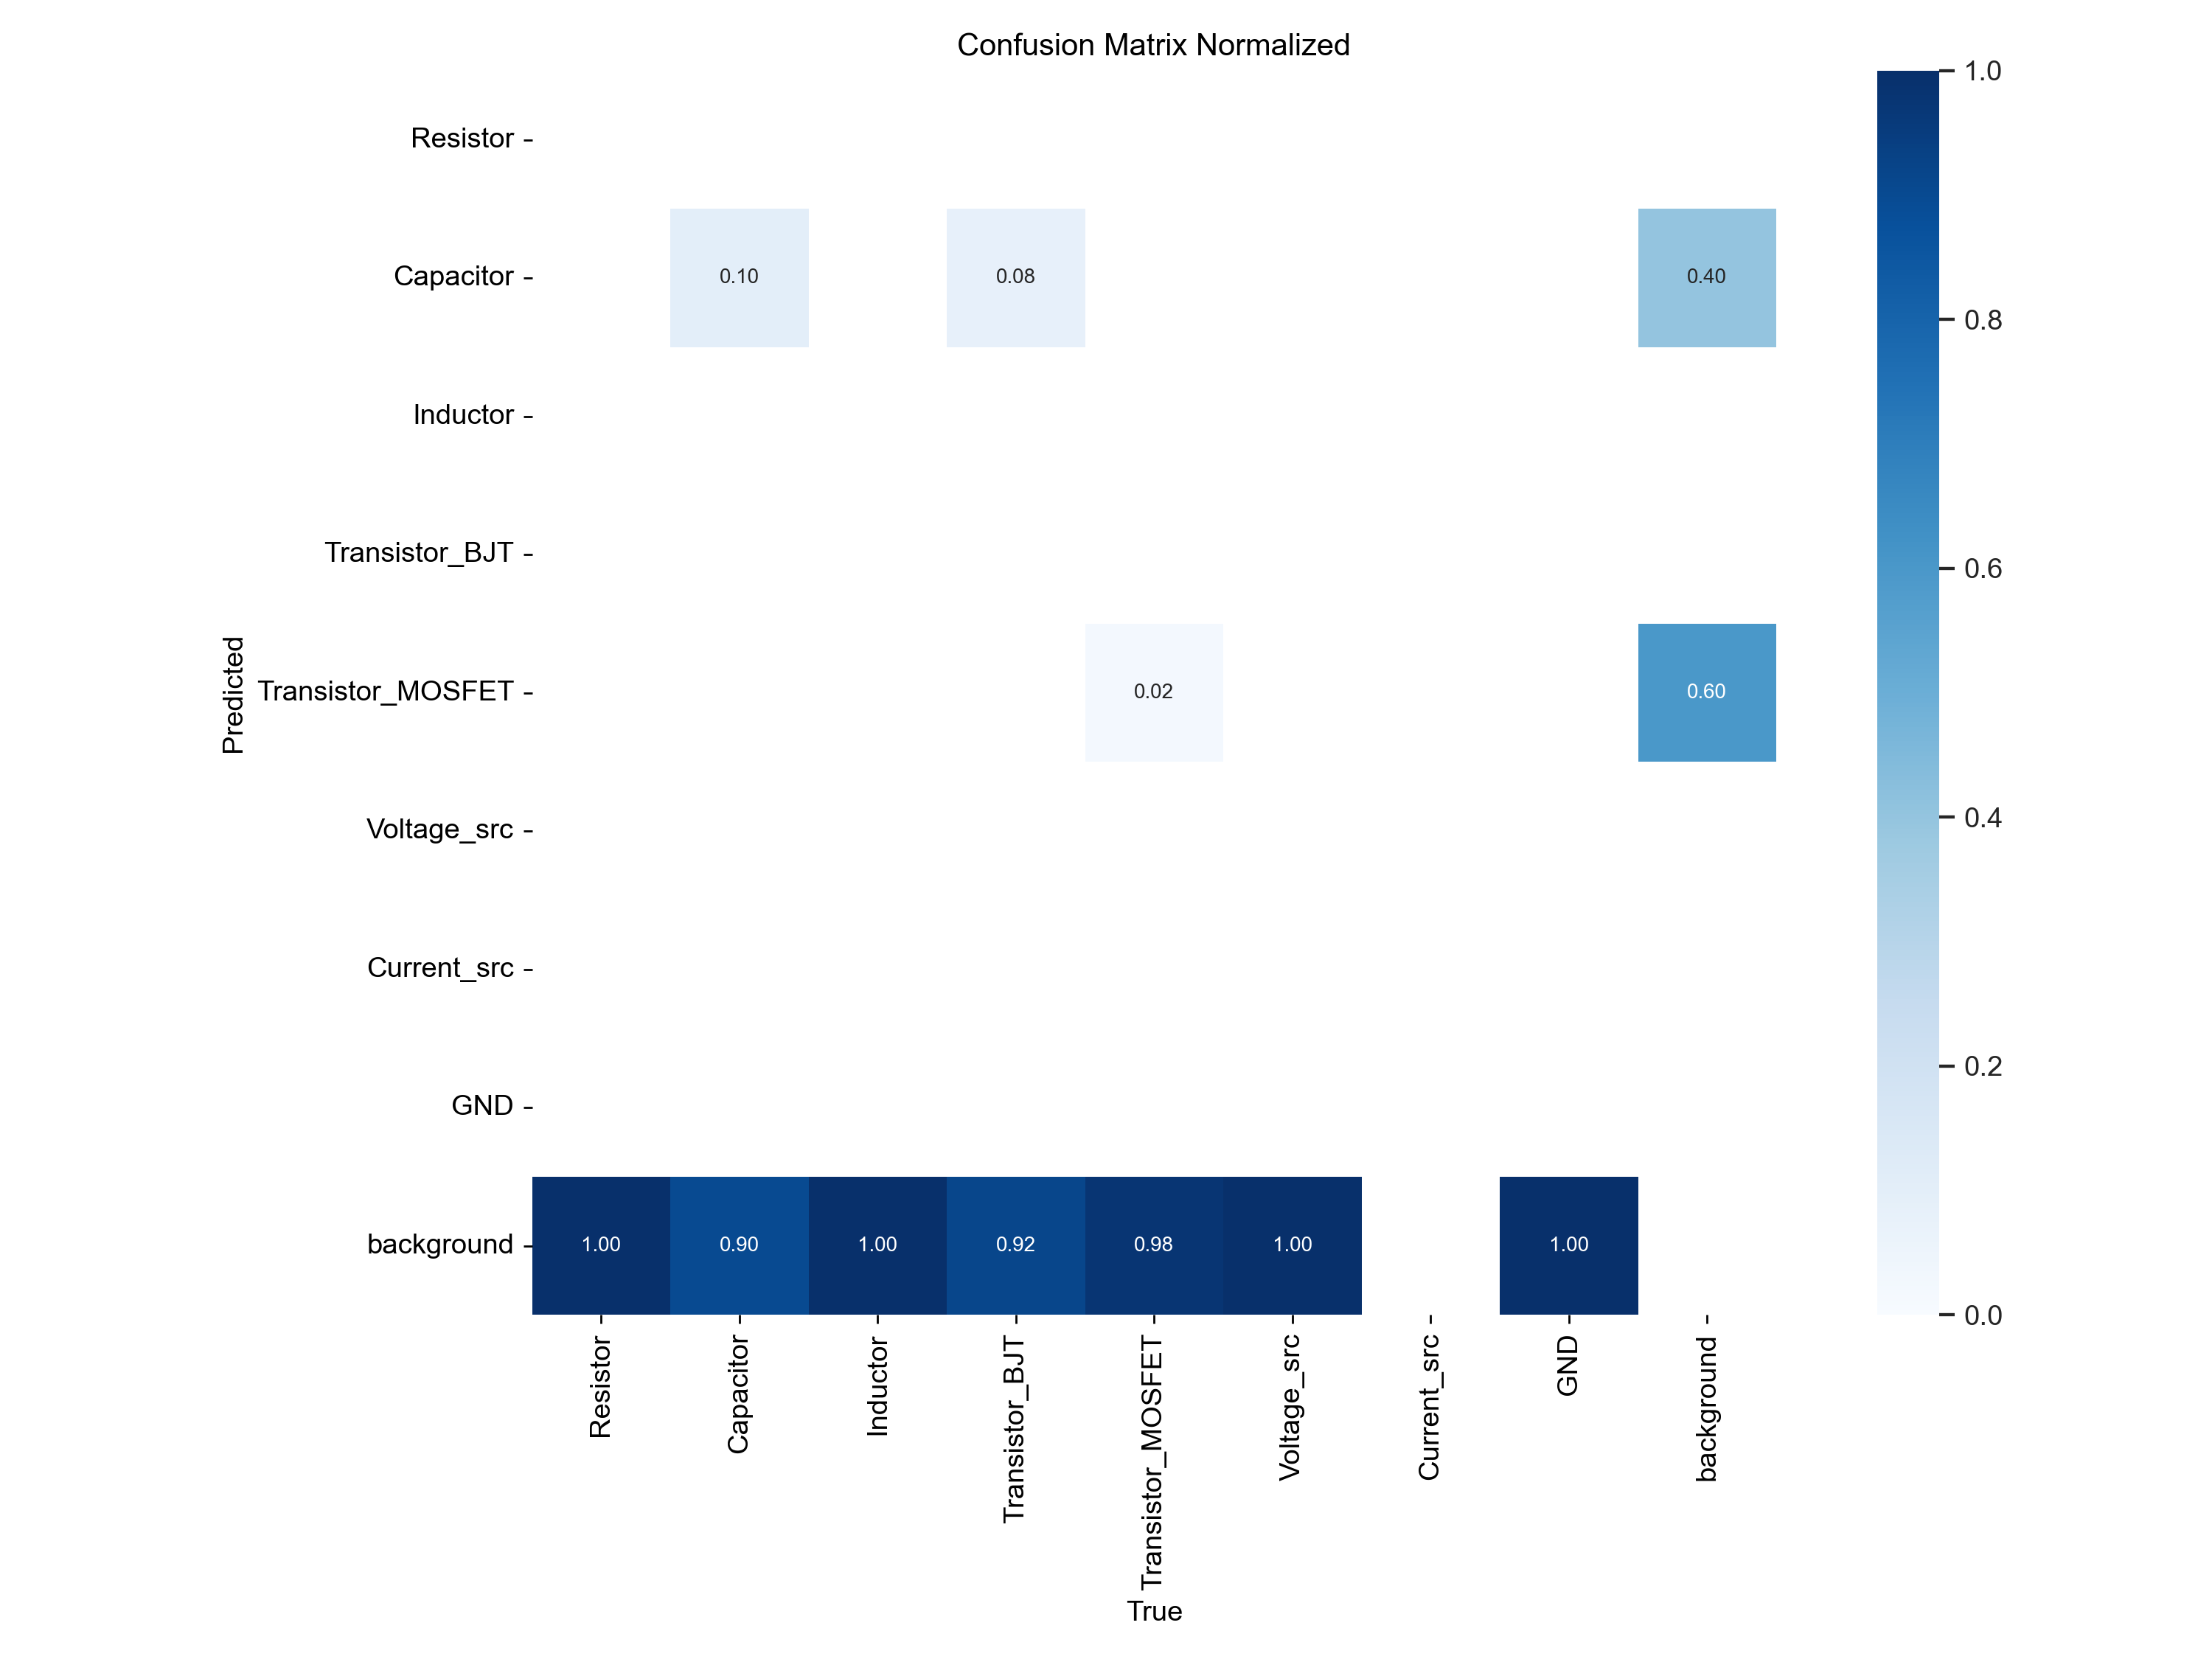 Confusion Matrix Normalized
Predicted
Resistor
Capacitor
Inductor
Transistor_BJT
Transistor_MOSFET
Voltage_src
Current_src
GND
background
0.10 0.08 0.40
0.02 0.60
1.00 0.90 1.00 0.92 0.98 1.00 1.00
Resistor
Capacitor
Inductor
Transistor_BJT
Transistor_MOSFET
Voltage_src
Current_src
GND
background
True
1.0
0.8
0.6
0.4
0.2
0.0